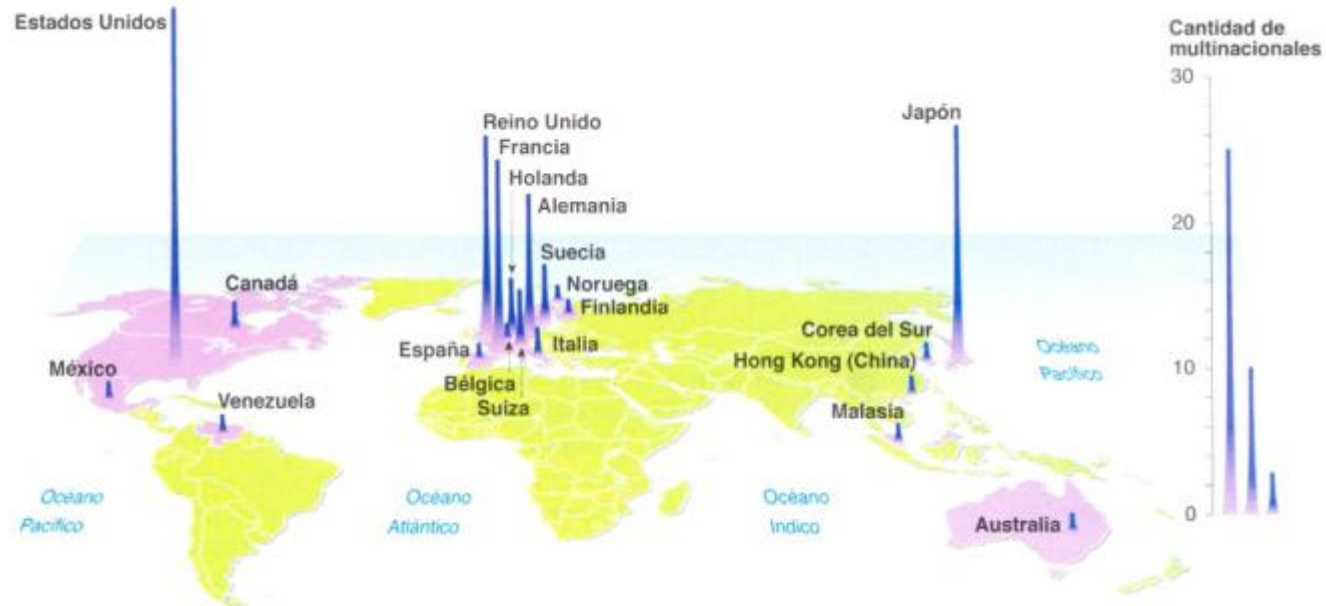 Estados Unidos
Cantidad de
multinacionales
30
Reino Unido
Japón
Francia
Holanda
Alemania
20
Suecia
Canadá
Noruega
Finlandia
Corea del Sur
España
Italia
Océano
Pacífico
Hong Kong (China)
México
10
Bélgica
Suiza
Venezuela
Malasia
Océano
Pacífico
Océano
Atlántico
Océano
Indico
Australia
0